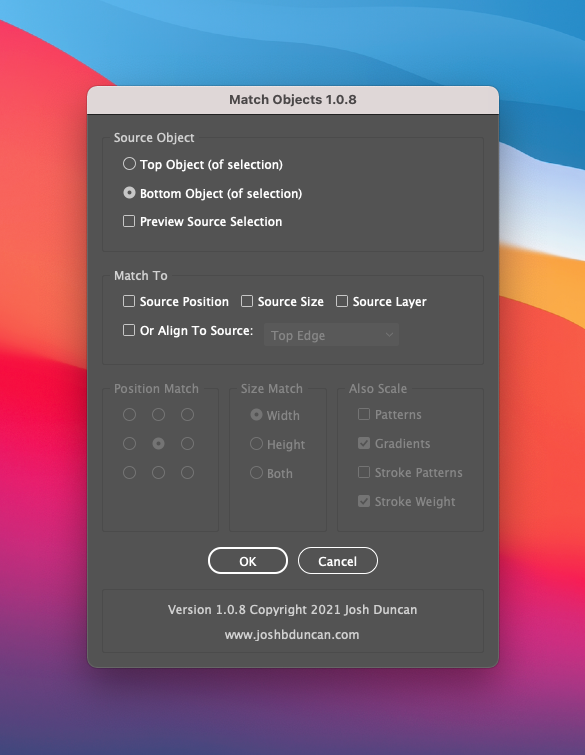 Match Objects 1.0.8
Source Object
Top Object (of selection)
Bottom Object (of selection)
Preview Source Selection
Match To
Source Position Source Size Source Layer
Or Align To Source: Top Edge
Position Match Size Match Also Scale
Width Patterns
Height Gradients
Both Stroke Patterns
Stroke Weight
OK Cancel
Version 1.0.8 Copyright 2021 Josh Duncan
www.joshbduncan.com